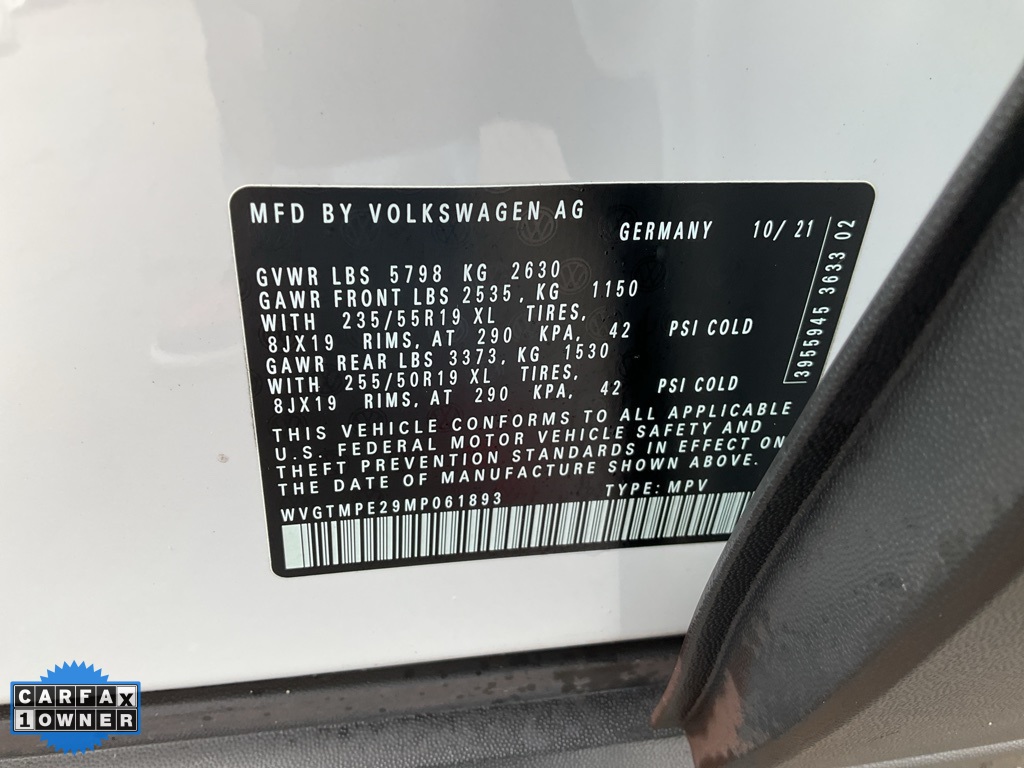 MFD BY VOLKSWAGEN AG
GERMANY 10/21
GVWR LBS 5798 KG 2630
GAWR FRONT LBS 2535, KG 1150
WITH 235/55R19 XL TIRES,
8JX19 RIMS, AT 290 KPA, 42 PSI COLD
GAWR REAR LBS 3373, KG 1530
WITH 255/50R19 XL TIRES,
8JX19 RIMS, AT 290 KPA, 42 PSI COLD
THIS VEHICLE CONFORMS TO ALL APPLICABLE
U.S. FEDERAL MOTOR VEHICLE SAFETY AND
THEFT PREVENTION STANDARDS IN EFFECT ON
THE DATE OF MANUFACTURE SHOWN ABOVE.
WVGTMPE29MP061893 TYPE: MPV
3955945 3633 02
CARFAX
1 OWNER